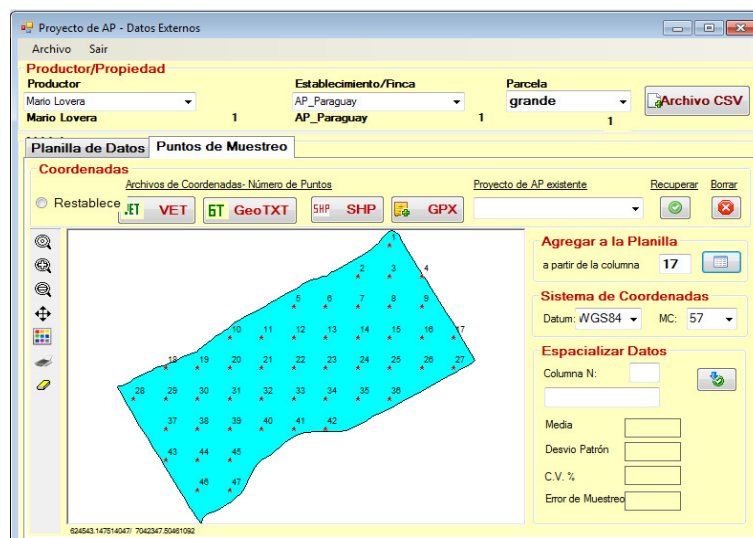 Proyecto de AP - Datos Externos
Archivo Sair
Productor/Propiedad
Productor Establecimiento/Finca Parcela
Mario Lovera AP_Paraguay grande Archivo CSV
Mario Lovera 1 AP_Paraguay 1 1
Planilla de Datos Puntos de Muestreo
Coordenadas
Archivos de Coordenadas- Número de Puntos Proyecto de AP existente Recuperar Borrar
Restablece .ET VET GT GeoTXT SHP SHP GPX
Agregar a la Planilla
a partir de la columna 17
Sistema de Coordenadas
Datum: WGS84 MC: 57
Espacializar Datos
Columna N:
Media
Desvio Patrón
C.V. %
Error de Muestreo
1
2 3 4
5 6 7 8 9
10 11 12 13 14 15 16 17
18 19 20 21 22 23 24 25 26 27
28 29 30 31 32 33 34 35 36
37 38 39 40 41 42
43 44 45
46 47
624543.147514047/ 7042347.50461092